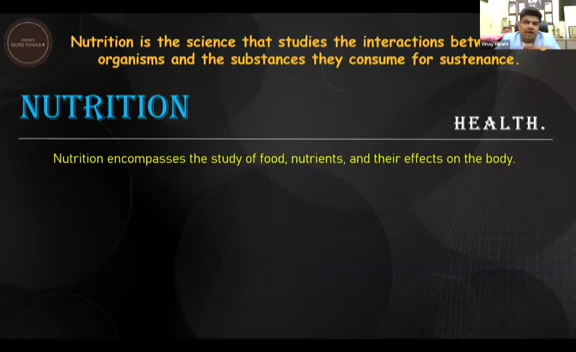 Nutrition is the science that studies the interactions
organisms and the substances they consume for sustenance.
NUTRITION
HEALTH.
Nutrition encompasses the study of food, nutrients, and their effects on the body.